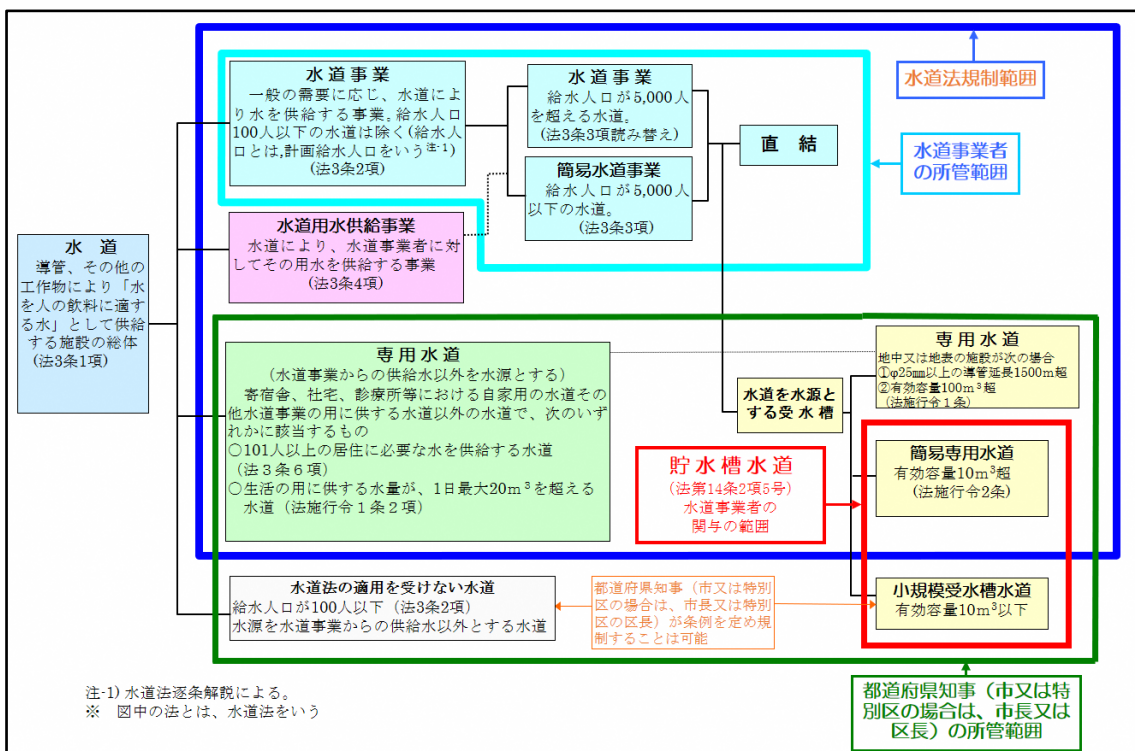 水道法規制範囲
水道事業
一般の需要に応じ、水道によ
り水を供給する事業。給水人口
100人以下の水道は除く(給水人
口とは,計画給水人口をいう注-1)
(法3条2項)
水道事業
給水人口が5,000人
を超える水道。
(法3条3項読み替え)
直結
水道事業者
の所管範囲
簡易水道事業
給水人口が5,000人
以下の水道。
(法3条3項)
水道用水供給事業
水道により、水道事業者に対
してその用水を供給する事業
(法3条4項)
水道
導管、その他の
工作物により「水
を人の飲料に適す
る水」として供給
する施設の総体
(法3条1項)
専用水道
(水道事業からの供給水以外を水源とする)
寄宿舎、社宅、診療所等における自家用の水道その
他水道事業の用に供する水道以外の水道で、次のいず
れかに該当するもの
○101人以上の居住に必要な水を供給する水道
(法3条6項)
○生活の用に供する水量が、1日最大20m³を超える
水道(法施行令1条2項)
専用水道
地中又は地表の施設が次の場合
①φ25㎜以上の導管延長1500m超
②有効容量100m³超
(法施行令1条)
水道を水源と
する受水槽
貯水槽水道
(法第14条2項5号)
水道事業者の
関与の範囲
簡易専用水道
有効容量10m³超
(法施行令2条)
水道法の適用を受けない水道
給水人口が100人以下(法3条2項)
水源を水道事業からの供給水以外とする水道
都道府県知事(市又は特別
区の場合は、市長又は特別
区の区長)が条例を定め規
制することは可能
小規模受水槽水道
有効容量10m³以下
都道府県知事(市又は特
別区の場合は、市長又は
区長)の所管範囲
注-1) 水道法逐条解説による。
※ 図中の法とは、水道法をいう